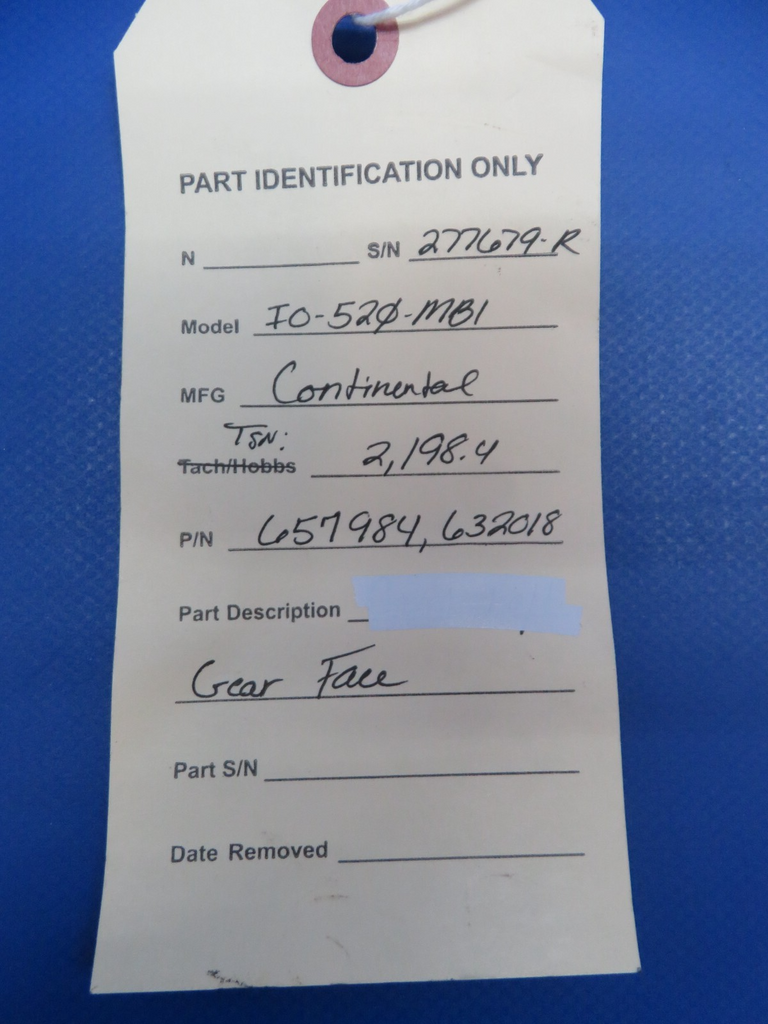 PART IDENTIFICATION ONLY
N S/N 277679-R
Model IO-520-MB1
MFG Continental
TSN:
Tach/Hobbs 2,198.4
P/N 657984, 632018
Part Description
Gear Face
Part S/N
Date Removed